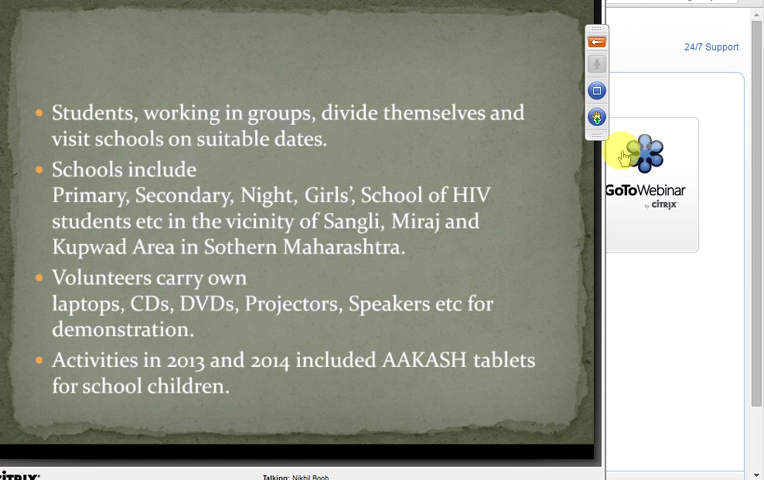 24/7 Support
Students, working in groups, divide themselves and
visit schools on suitable dates.
Schools include
Primary, Secondary, Night, Girls', School of HIV
students etc in the vicinity of Sangli, Miraj and
Kupwad Area in Sothern Maharashtra.
Volunteers carry own
laptops, CDs, DVDs, Projectors, Speakers etc for
demonstration.
Activities in 2013 and 2014 included AAKASH tablets
for school children.
GoToWebinar
by CITRIX
CITRIX
Talking: Nikhil